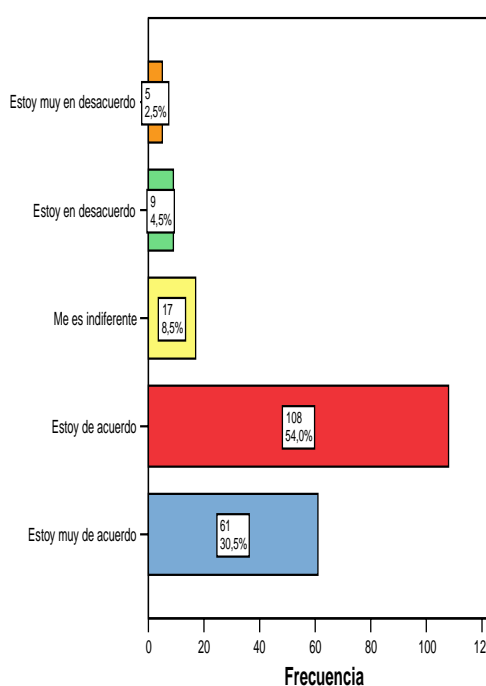 Estoy muy en desacuerdo
5
2,5%
Estoy en desacuerdo
9
4,5%
Me es indiferente
17
8,5%
Estoy de acuerdo
108
54,0%
Estoy muy de acuerdo
61
30,5%
0 20 40 60 80 100
Frecuencia